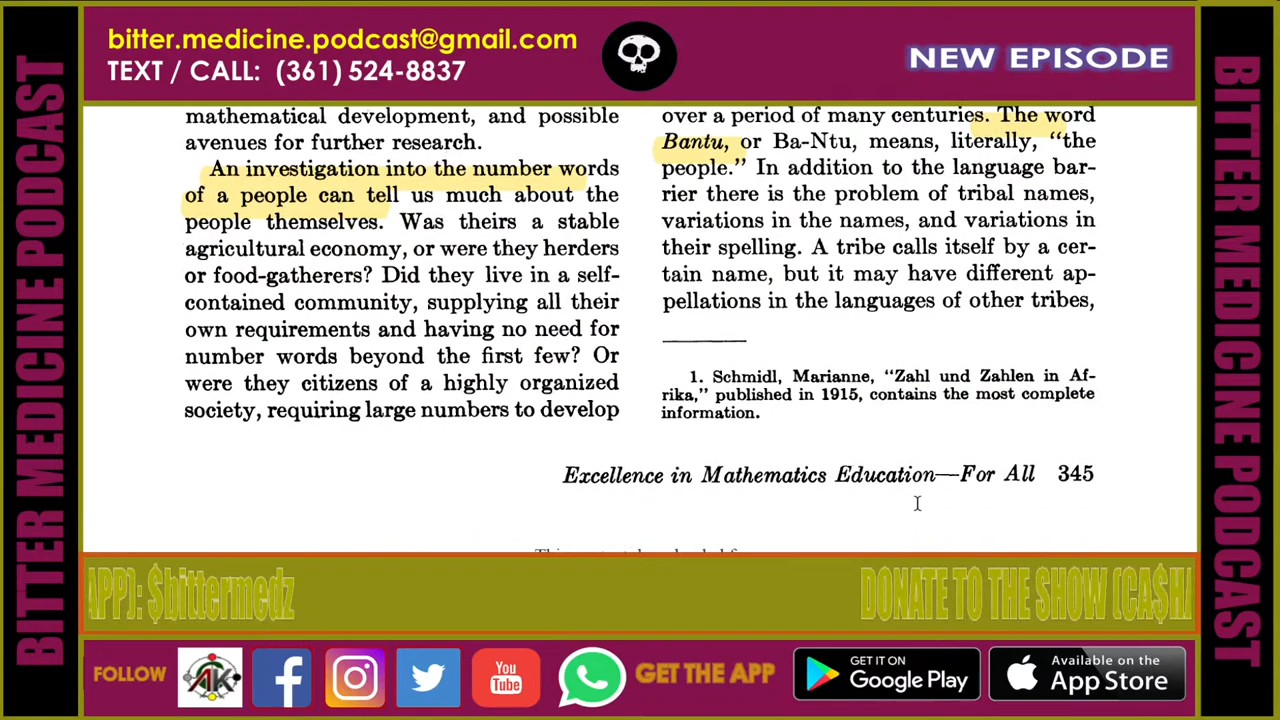 bitter.medicine.podcast@gmail.com
TEXT / CALL: (361) 524-8837
NEW EPISODE
BITTER MEDICINE PODCAST
mathematical development, and possible
avenues for further research.
An investigation into the number words
of a people can tell us much about the
people themselves. Was theirs a stable
agricultural economy, or were they herders
or food-gatherers? Did they live in a self-
contained community, supplying all their
own requirements and having no need for
number words beyond the first few? Or
were they citizens of a highly organized
society, requiring large numbers to develop
over a period of many centuries. The word
Bantu, or Ba-Ntu, means, literally, “the
people.” In addition to the language bar-
rier there is the problem of tribal names,
variations in the names, and variations in
their spelling. A tribe calls itself by a cer-
tain name, but it may have different ap-
pellations in the languages of other tribes,
1. Schmidl, Marianne, “Zahl und Zahlen in Af-
rika,” published in 1915, contains the most complete
information.
Excellence in Mathematics Education—For All 345
APP): $bittermedz
DONATE TO THE SHOW (CA$H
FOLLOW
You
Tube
GET THE APP
GET IT ON
Google Play
Available on the
App Store
BITTER MEDICINE PODCAST